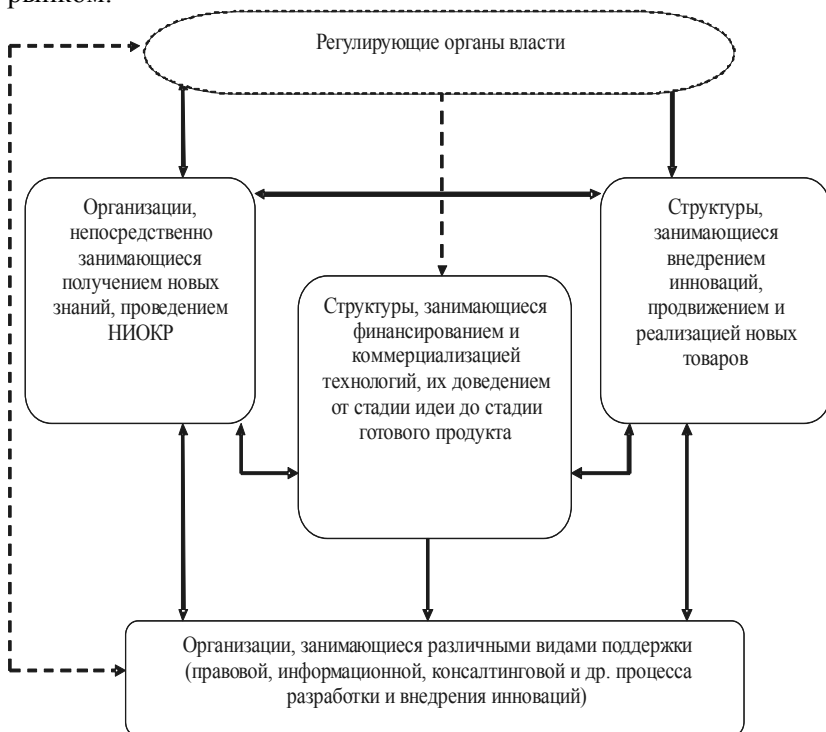 рынком.
Регулирующие органы власти
Организации,
непосредственно
занимающиеся
получением новых
знаний, проведением
НИОКР
Структуры, занимающиеся
финансированием и
коммерциализацией
технологий, их доведением
от стадии идеи до стадии
готового продукта
Структуры,
занимающиеся
внедрением
инноваций,
продвижением и
реализацией новых
товаров
Организации, занимающиеся различными видами поддержки
(правовой, информационной, консалтинговой и др. процесса
разработки и внедрения инноваций)